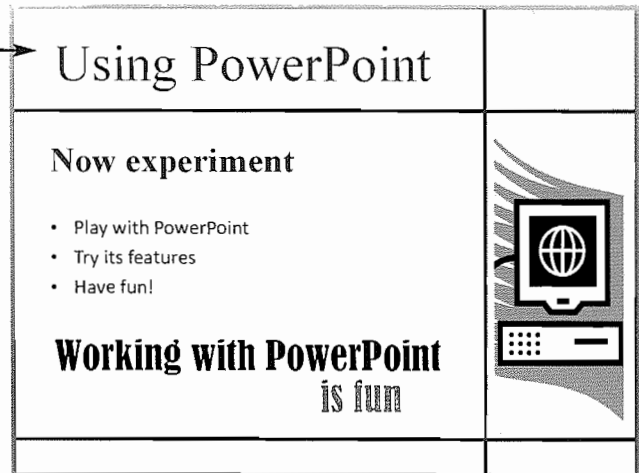 Using PowerPoint
Now experiment
• Play with PowerPoint
• Try its features
• Have fun!
Working with PowerPoint
is fun